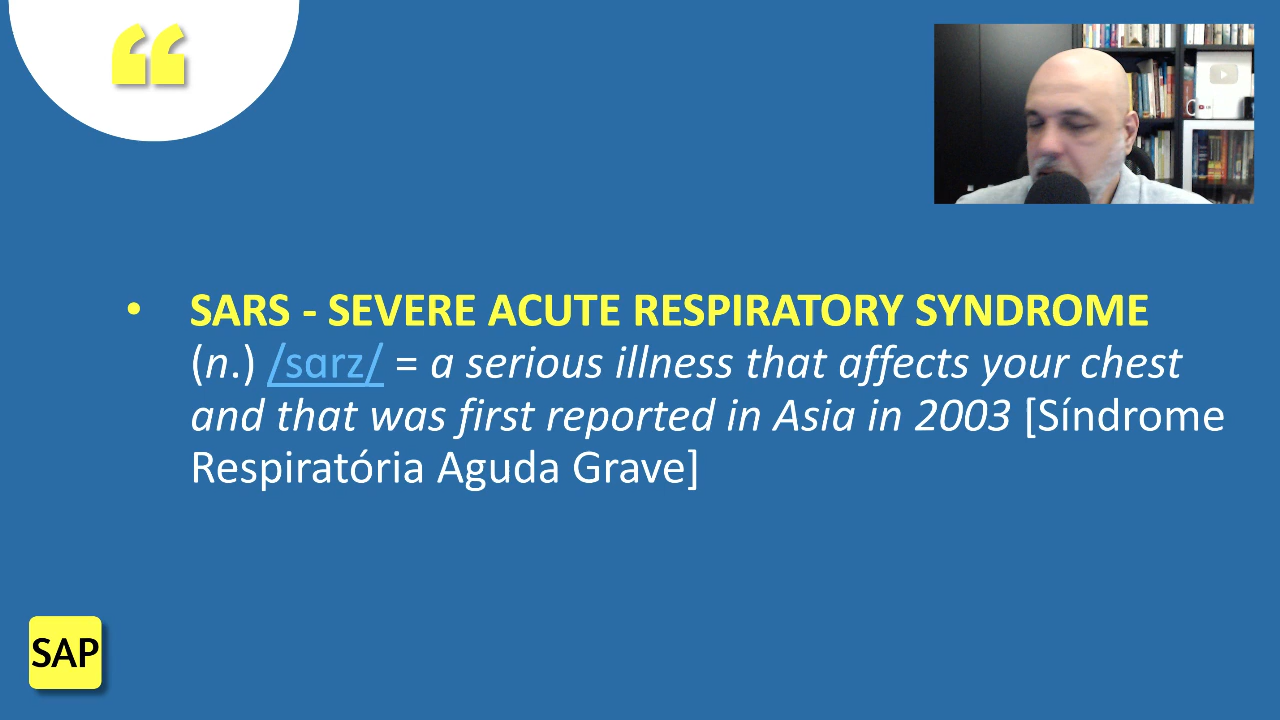 “
• SARS - SEVERE ACUTE RESPIRATORY SYNDROME
(n.) /sɑrz/ = a serious illness that affects your chest
and that was first reported in Asia in 2003 [Síndrome
Respiratória Aguda Grave]
SAP